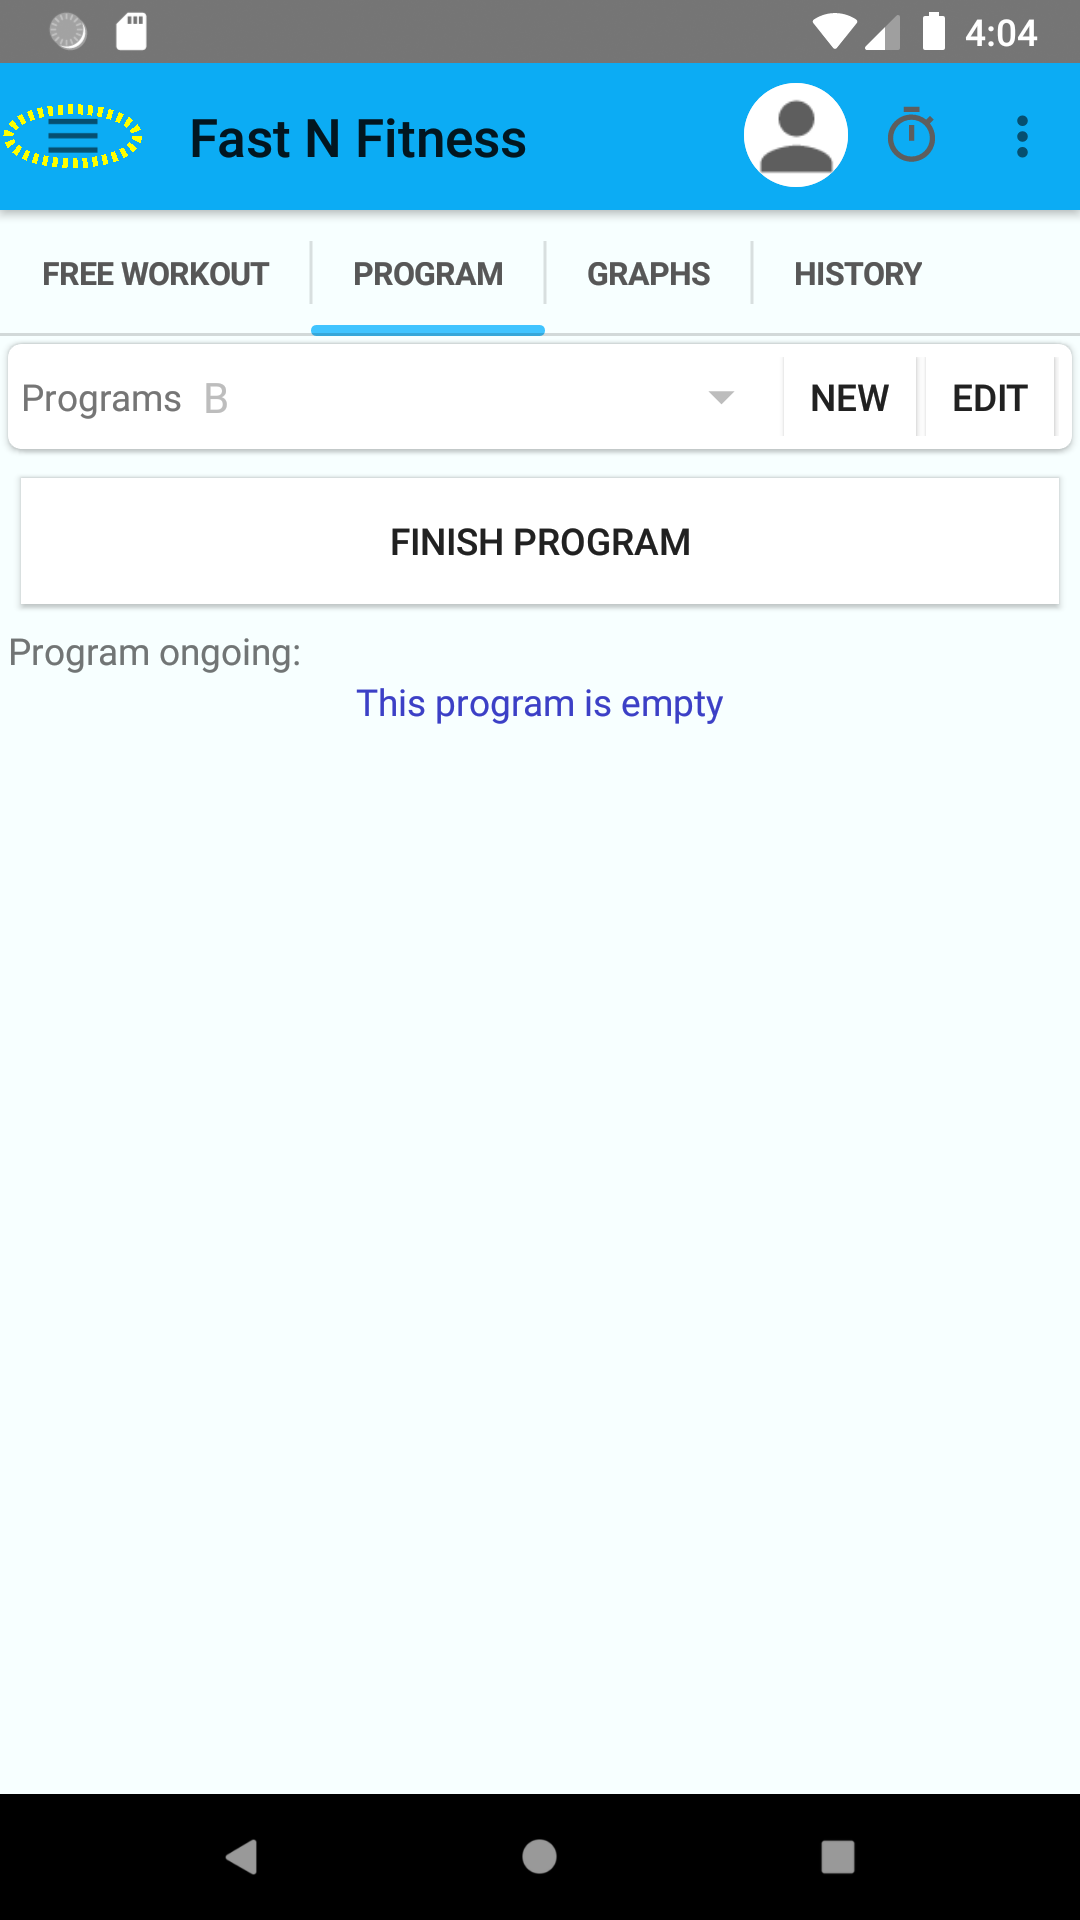 4:04
Fast N Fitness
FREE WORKOUT PROGRAM GRAPHS HISTORY
Programs B NEW EDIT
FINISH PROGRAM
Program ongoing:
This program is empty